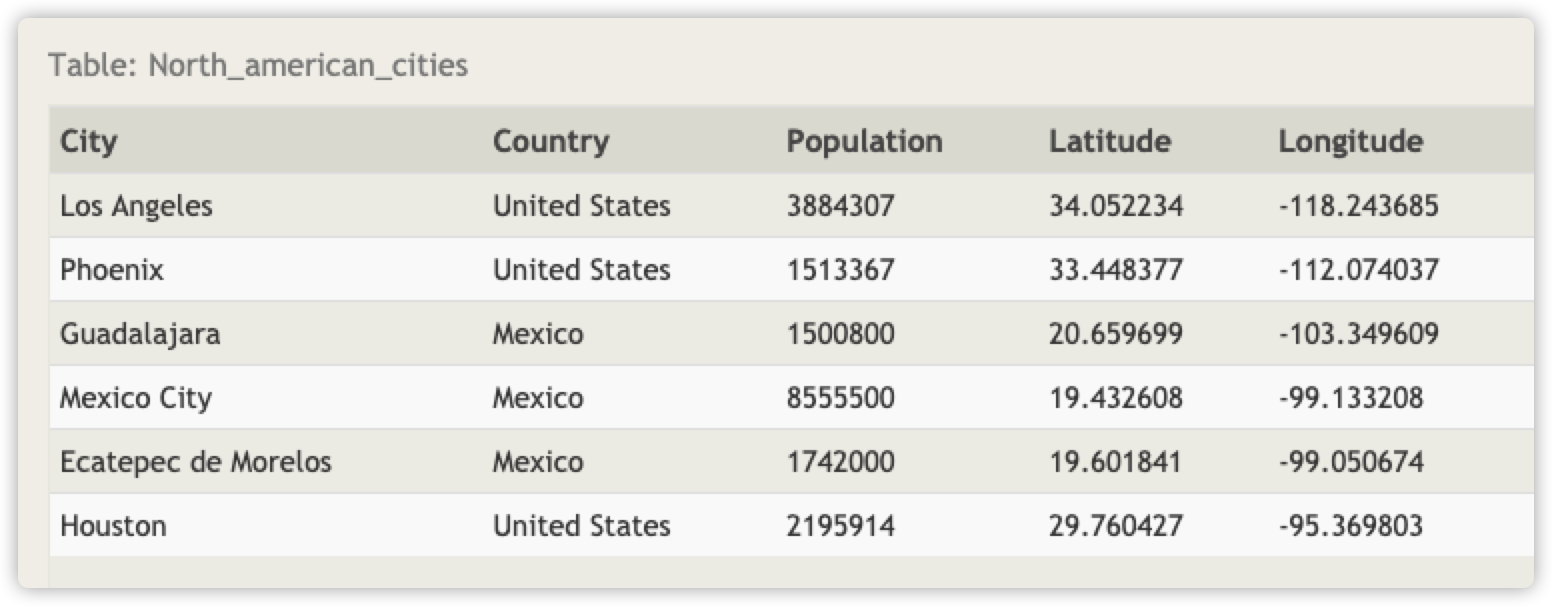 Table: North_american_cities
City Country Population Latitude Longitude
Los Angeles United States 3884307 34.052234 -118.243685
Phoenix United States 1513367 33.448377 -112.074037
Guadalajara Mexico 1500800 20.659699 -103.349609
Mexico City Mexico 8555500 19.432608 -99.133208
Ecatepec de Morelos Mexico 1742000 19.601841 -99.050674
Houston United States 2195914 29.760427 -95.369803